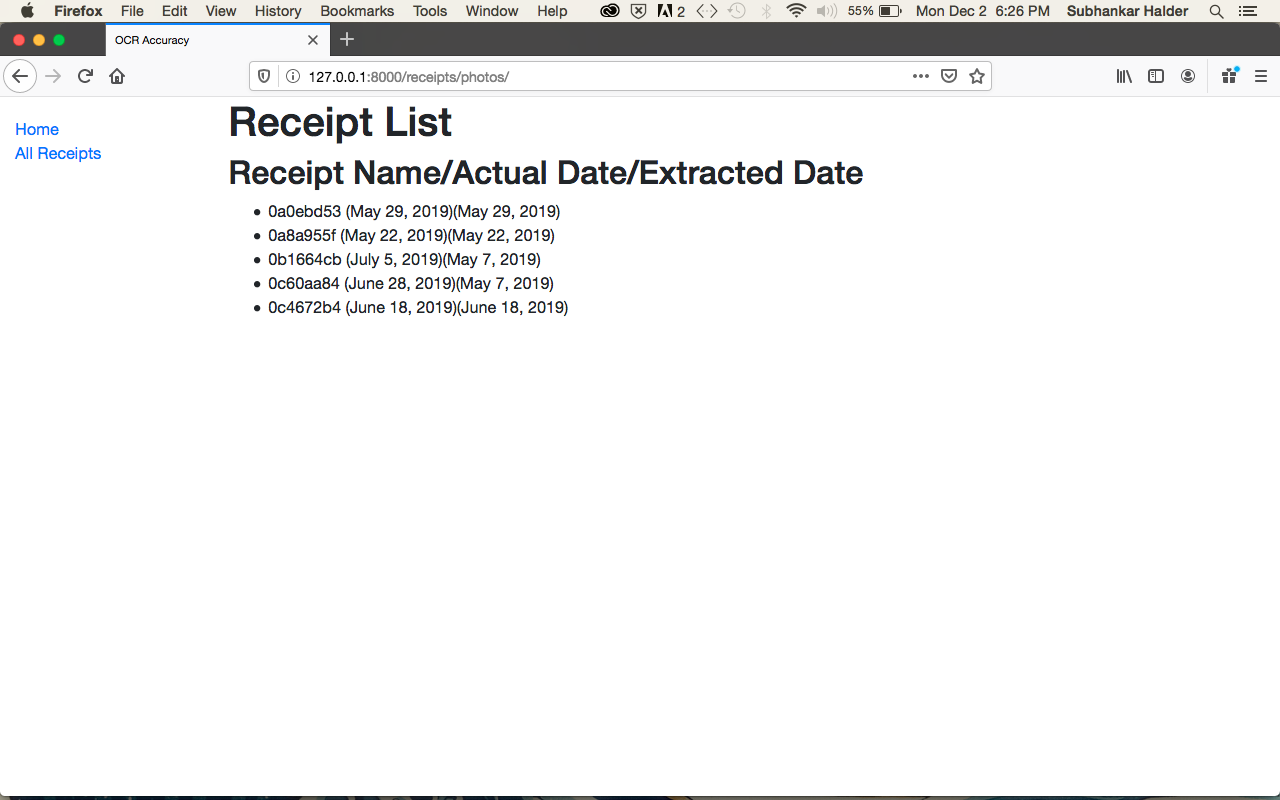 Firefox File Edit View History Bookmarks Tools Window Help 2 55% Mon Dec 2 6:26 PM Subhankar Halder
OCR Accuracy
127.0.0.1:8000/receipts/photos/
Home
All Receipts
Receipt List
Receipt Name/Actual Date/Extracted Date
• 0a0ebd53 (May 29, 2019)(May 29, 2019)
• 0a8a955f (May 22, 2019)(May 22, 2019)
• 0b1664cb (July 5, 2019)(May 7, 2019)
• 0c60aa84 (June 28, 2019)(May 7, 2019)
• 0c4672b4 (June 18, 2019)(June 18, 2019)